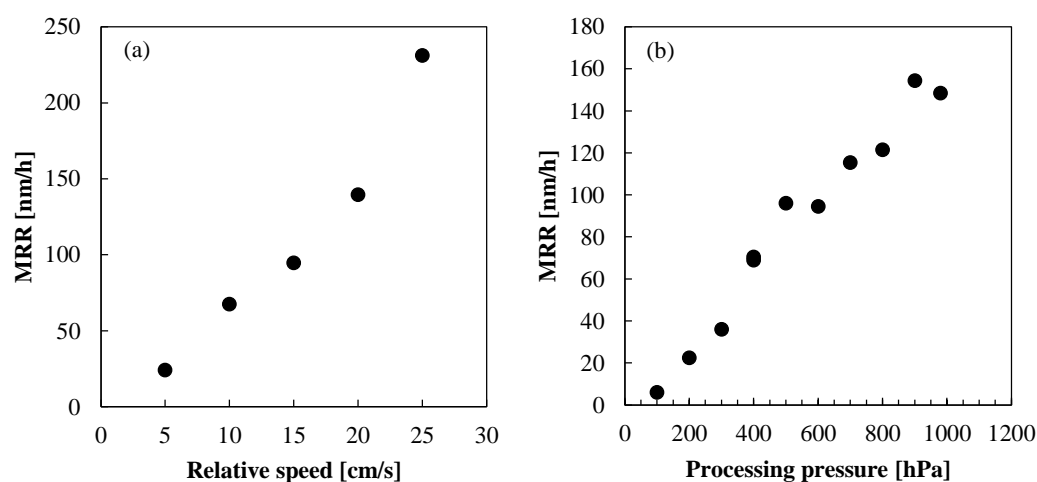 (a)
MRR [nm/h]
250
200
150
100
50
0
0 5 10 15 20 25 30
Relative speed [cm/s]
(b)
MRR [nm/h]
180
160
140
120
100
80
60
40
20
0
0 200 400 600 800 1000 1200
Processing pressure [hPa]